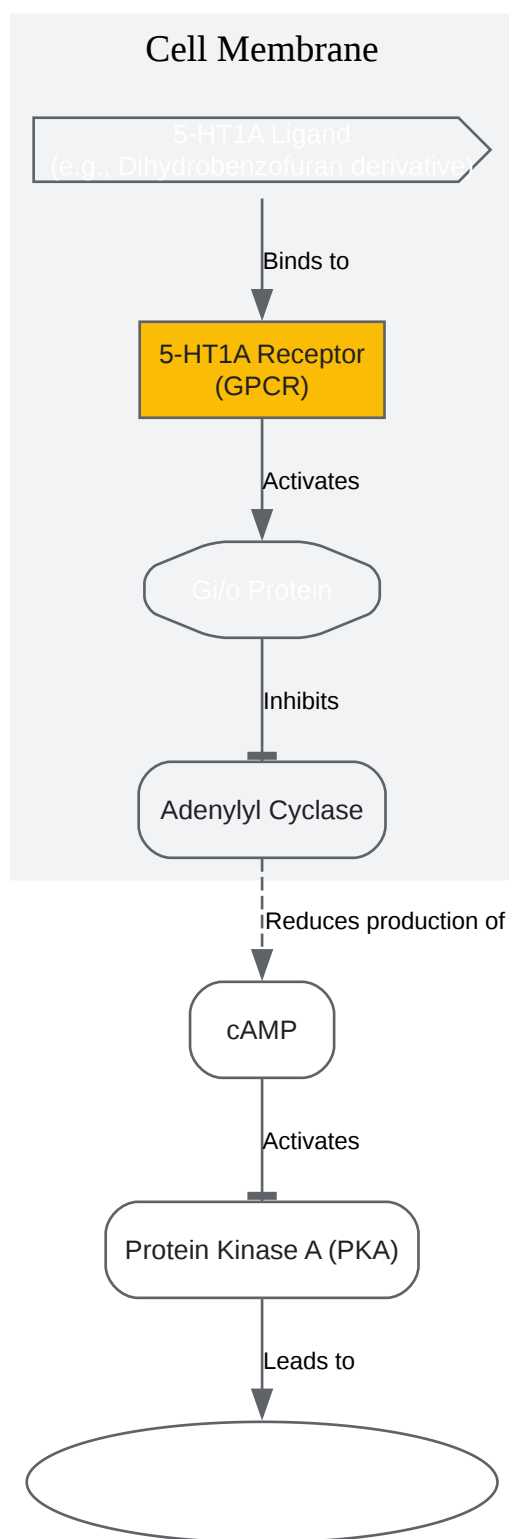 Cell Membrane
5-HT1A Ligand
(e.g., Dihydrobenzofuran derivative)
Binds to
5-HT1A Receptor
(GPCR)
Activates
Gi/o Protein
Inhibits
Adenylyl Cyclase
Reduces production of
cAMP
Activates
Protein Kinase A (PKA)
Leads to